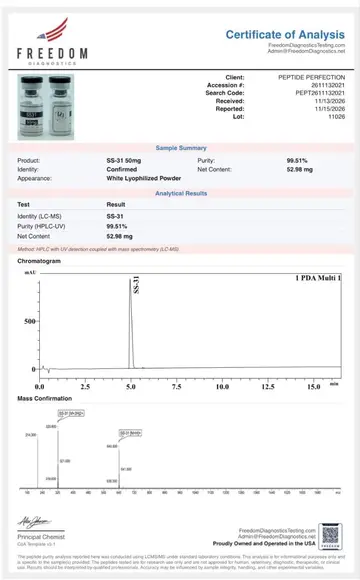 FREEDOM
DIAGNOSTICS
Certificate of Analysis
FreedomDiagnosticsTesting.com
Admin@FreedomDiagnostics.net
Client: PEPTIDE PERFECTION
Accession #: 2611132021
Search Code: PEPT2611132021
Received: 11/13/2026
Reported: 11/15/2026
Lot: 11026
Sample Summary
Product: SS-31 50mg Purity: 99.51%
Identity: Confirmed Net Content: 52.98 mg
Appearance: White Lyophilized Powder
Analytical Results
Test Result
Identity (LC-MS) SS-31
Purity (HPLC-UV) 99.51%
Net Content 52.98 mg
Method: HPLC with UV detection coupled with mass spectrometry (LC-MS)
Chromatogram
mAU
SS-31
1 PDA Multi 1
500
0
0.0 2.5 5.0 7.5 10.0 12.5 15.0 min
Mass Confirmation
Principal Chemist
CoA Template v5.1
FreedomDiagnosticsTesting.com
Admin@FreedomDiagnostics.net
Proudly Owned and Operated in the USA